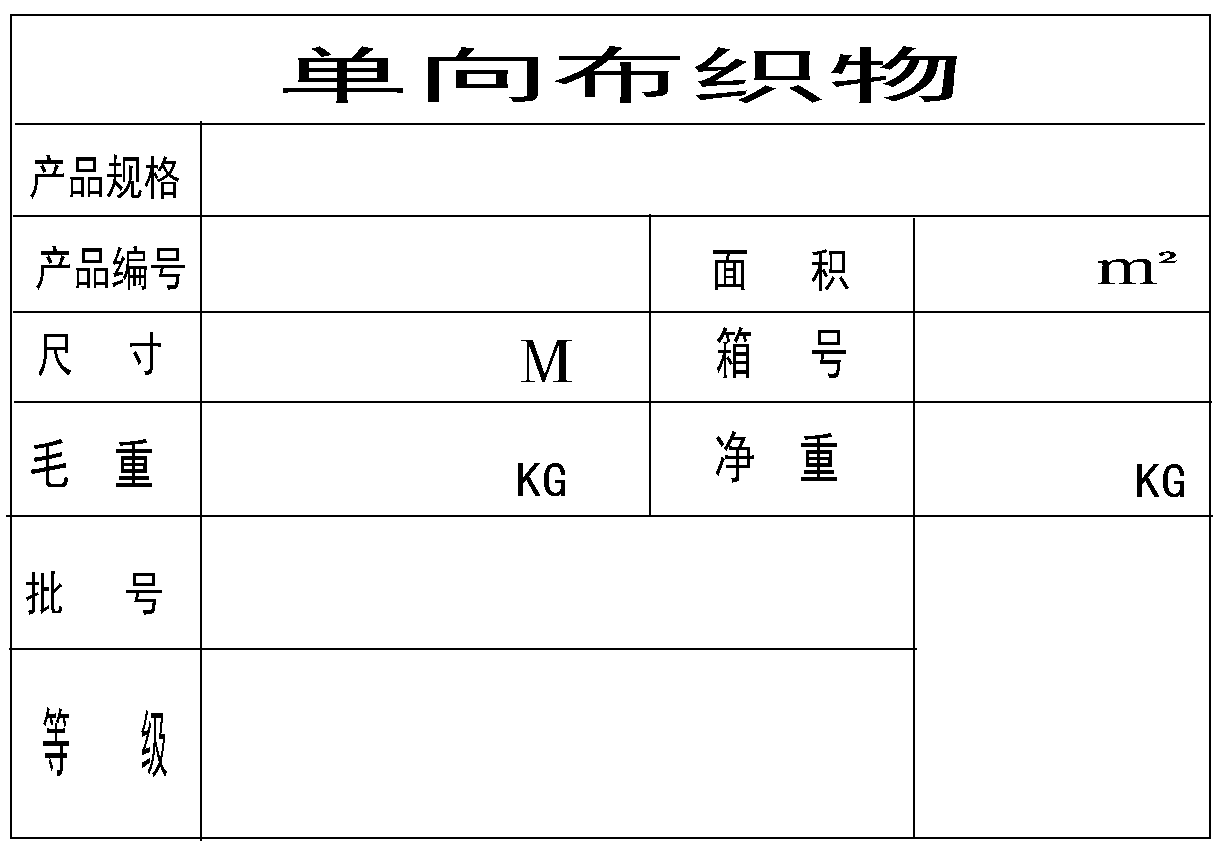 单向布织物
产品规格
产品编号 面 积 m²
尺 寸 M 箱 号
毛 重 KG 净 重 KG
批 号
等 级